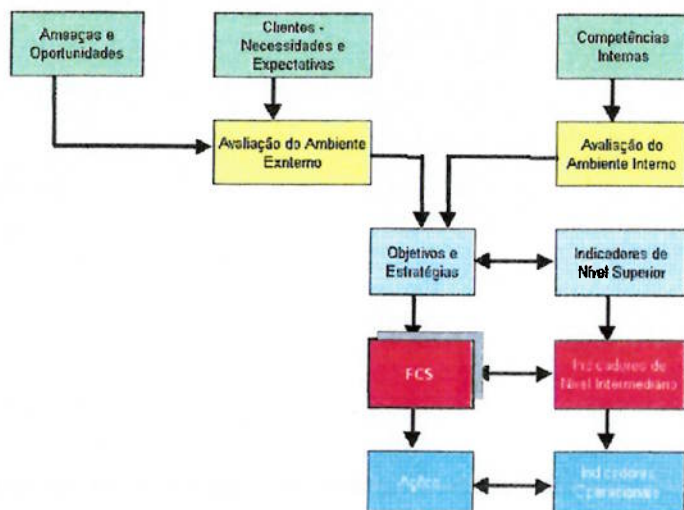 Ameaças e
Oportunidades
Clientes -
Necessidades e
Expectativas
Competências
Internas
Avaliação do Ambiente
Exnterno
Avaliação do
Ambiente Interno
Objetivos e
Estratégias
Indicadores de
Nível Superior
FCS
Indicadores de
Nível Intermediário
Ações
Indicadores
Operacionais